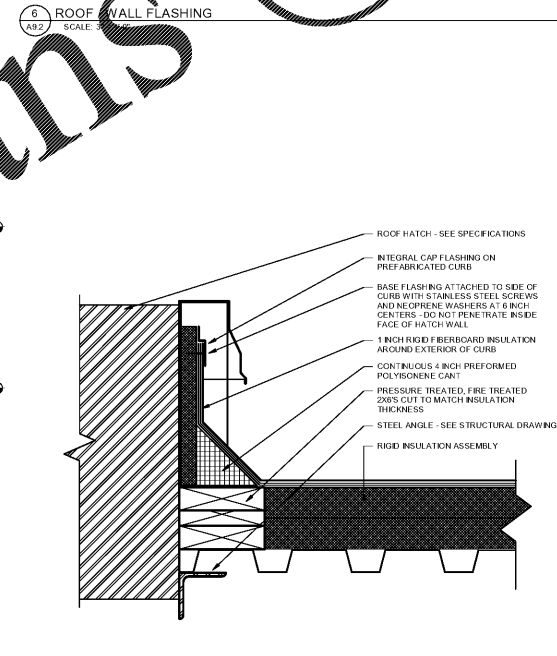 6 ROOF WALL FLASHING
A9.2 SCALE:
ROOF HATCH - SEE SPECIFICATIONS
INTEGRAL CAP FLASHING ON
PREFABRICATED CURB
BASE FLASHING ATTACHED TO SIDE OF
CURB WITH STAINLESS STEEL SCREWS
AND NEOPRENE WASHERS AT 6 INCH
CENTERS - DO NOT PENETRATE INSIDE
FACE OF HATCH WALL
1 INCH RIGID FIBERBOARD INSULATION
AROUND EXTERIOR OF CURB
CONTINUOUS 4 INCH PREFORMED
POLYISONENE CANT
PRESSURE TREATED, FIRE TREATED
2X6'S CUT TO MATCH INSULATION
THICKNESS
STEEL ANGLE - SEE STRUCTURAL DRAWING
RIGID INSULATION ASSEMBLY